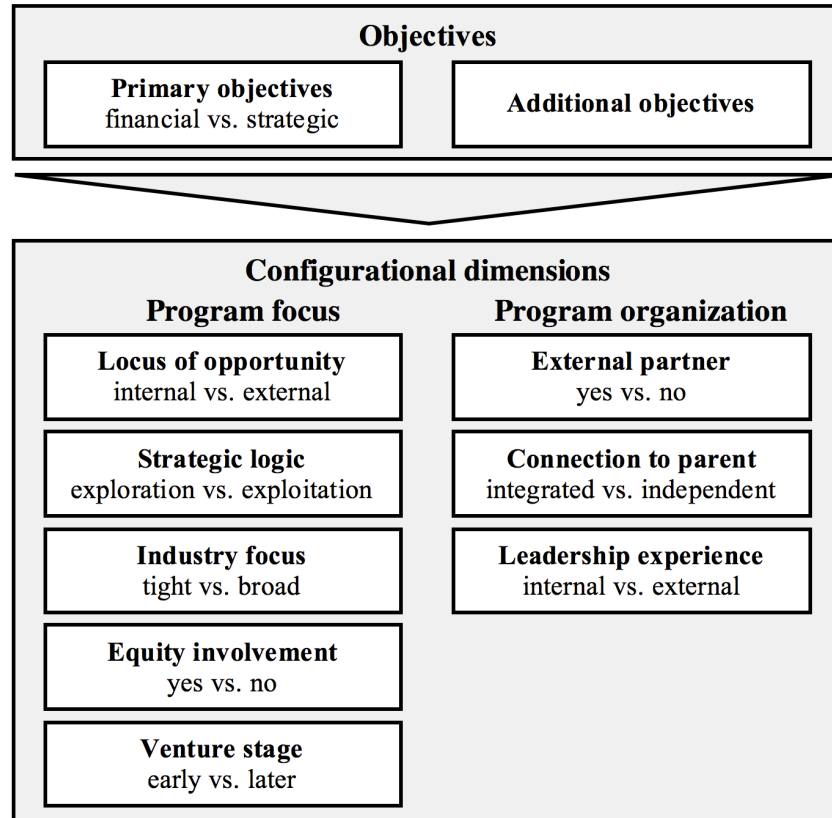 Objectives
Primary objectives
financial vs. strategic
Additional objectives
Configurational dimensions
Program focus
Locus of opportunity
internal vs. external
Strategic logic
exploration vs. exploitation
Industry focus
tight vs. broad
Equity involvement
yes vs. no
Venture stage
early vs. later
Program organization
External partner
yes vs. no
Connection to parent
integrated vs. independent
Leadership experience
internal vs. external